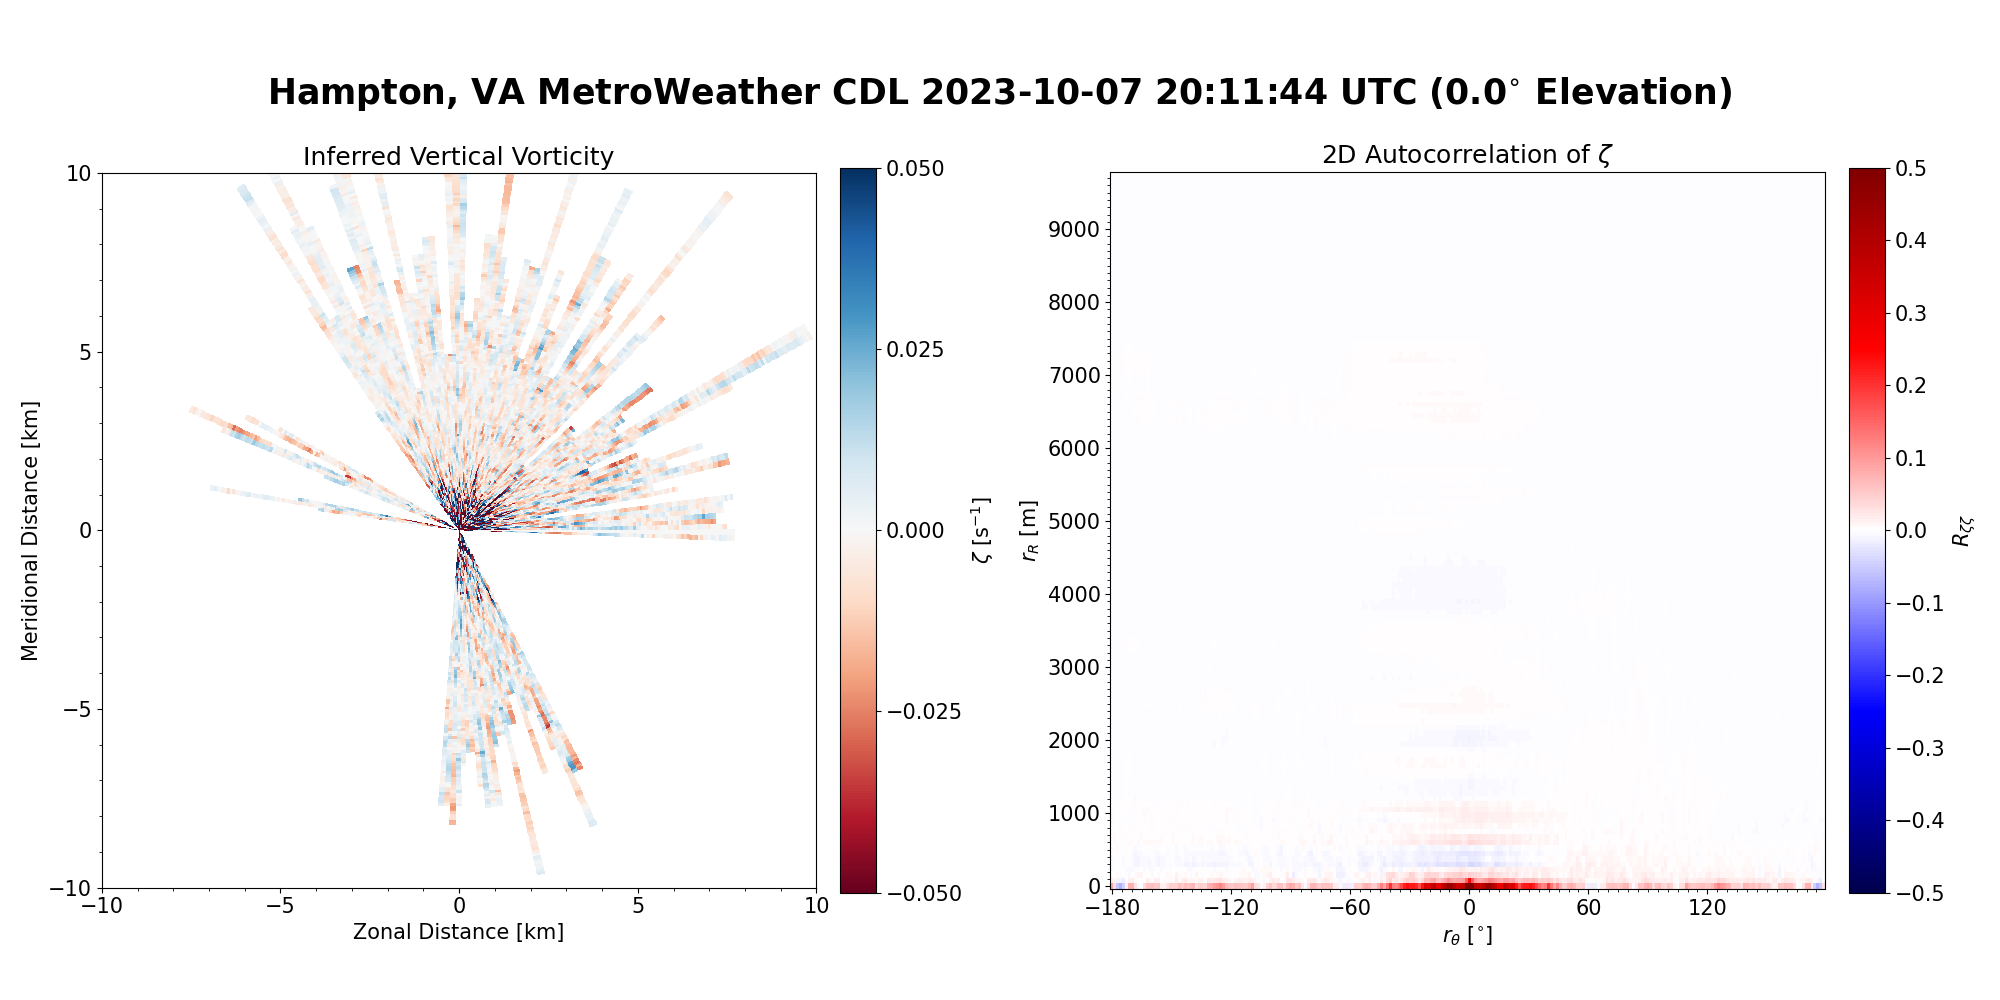 Hampton, VA MetroWeather CDL 2023-10-07 20:11:44 UTC (0.0° Elevation)
Inferred Vertical Vorticity
10
5
0
−5
−10
Meridional Distance [km]
−10 −5 0 5 10
Zonal Distance [km]
0.050
0.025
0.000
−0.025
−0.050
ζ [s⁻¹]
2D Autocorrelation of ζ
9000
8000
7000
6000
5000
4000
3000
2000
1000
0
r_R [m]
−180 −120 −60 0 60 120
r_θ [°]
0.5
0.4
0.3
0.2
0.1
0.0
−0.1
−0.2
−0.3
−0.4
−0.5
R_ζζ